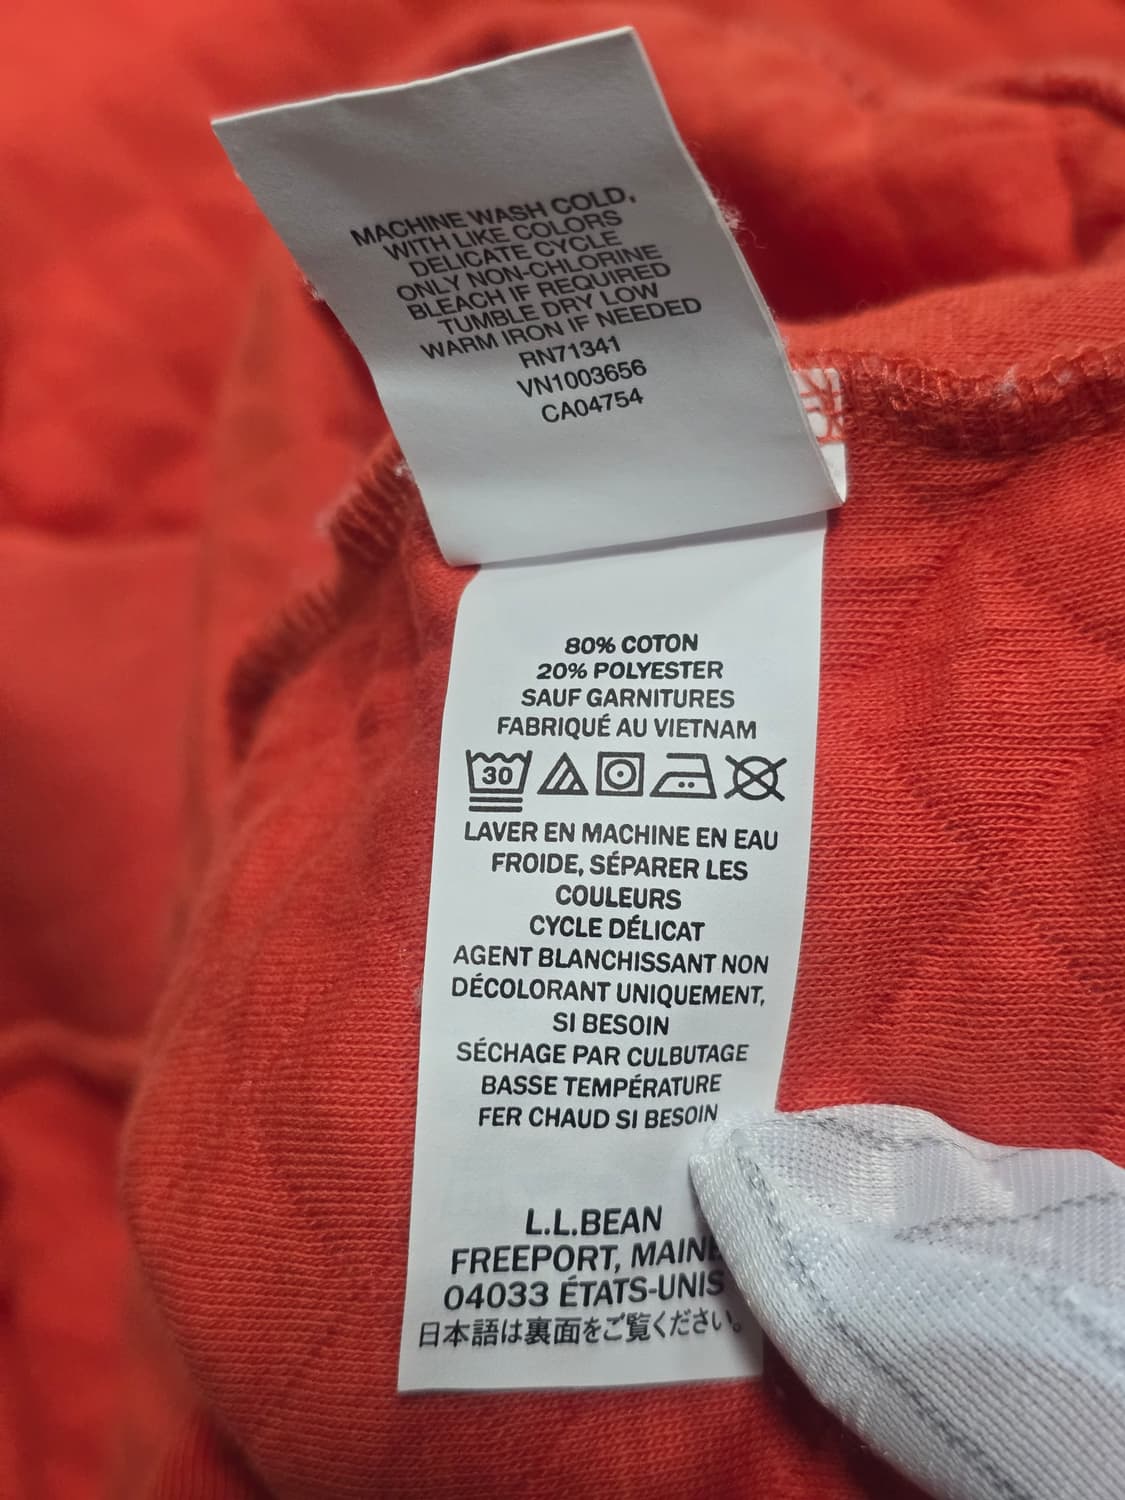 MACHINE WASH COLD,
WITH LIKE COLORS
DELICATE CYCLE
ONLY NON-CHLORINE
BLEACH IF REQUIRED
TUMBLE DRY LOW
WARM IRON IF NEEDED
RN71341
VN1003656
CA04754
80% COTON
20% POLYESTER
SAUF GARNITURES
FABRIQUÉ AU VIETNAM
30
LAVER EN MACHINE EN EAU
FROIDE, SÉPARER LES
COULEURS
CYCLE DÉLICAT
AGENT BLANCHISSANT NON
DÉCOLORANT UNIQUEMENT,
SI BESOIN
SÉCHAGE PAR CULBUTAGE
BASSE TEMPÉRATURE
FER CHAUD SI BESOIN
L.L.BEAN
FREEPORT, MAINE
04033 ÉTATS-UNIS
日本語は裏面をご覧ください。